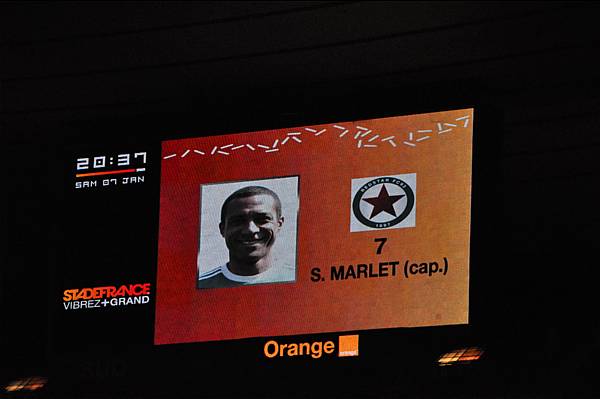 20:37
SAM 07 JAN
7
S. MARLET (cap.)
STADEFRANCE
VIBREZ+GRAND
Orange